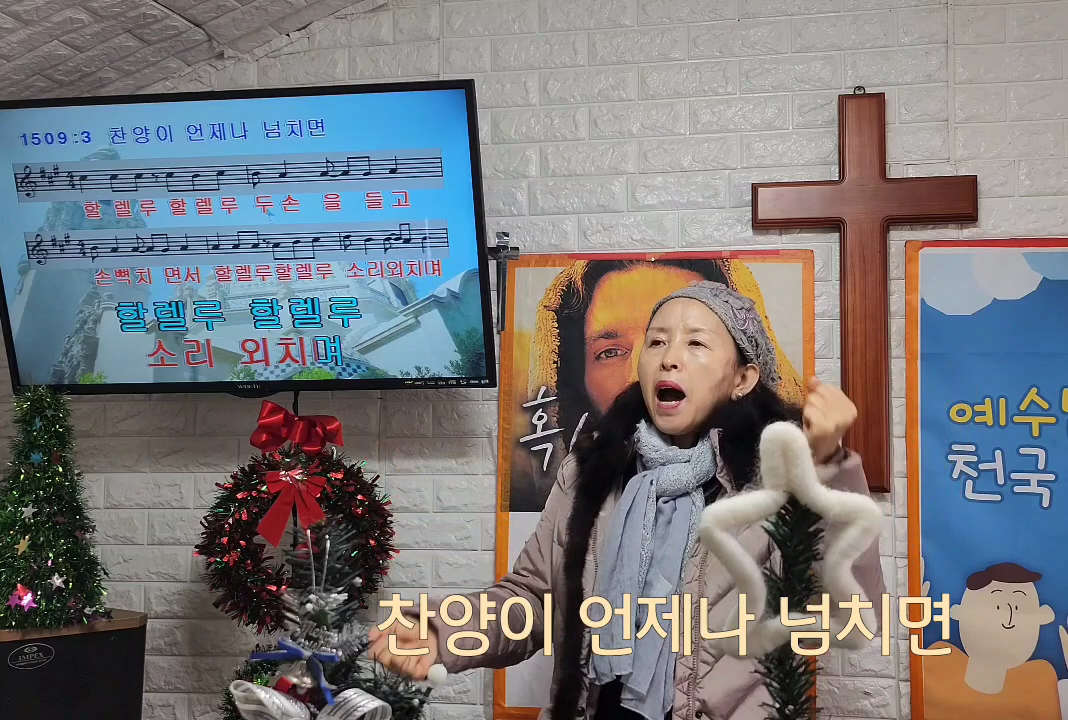 1509:3 찬양이 언제나 넘치면
할 렐루 할렐루 두손 을 들고
손뼉치 면서 할렐루할렐루 소리외치며
할렐루 할렐루
소리 외치며
혹시
예수
천국
IMPEX
찬양이 언제나 넘치면